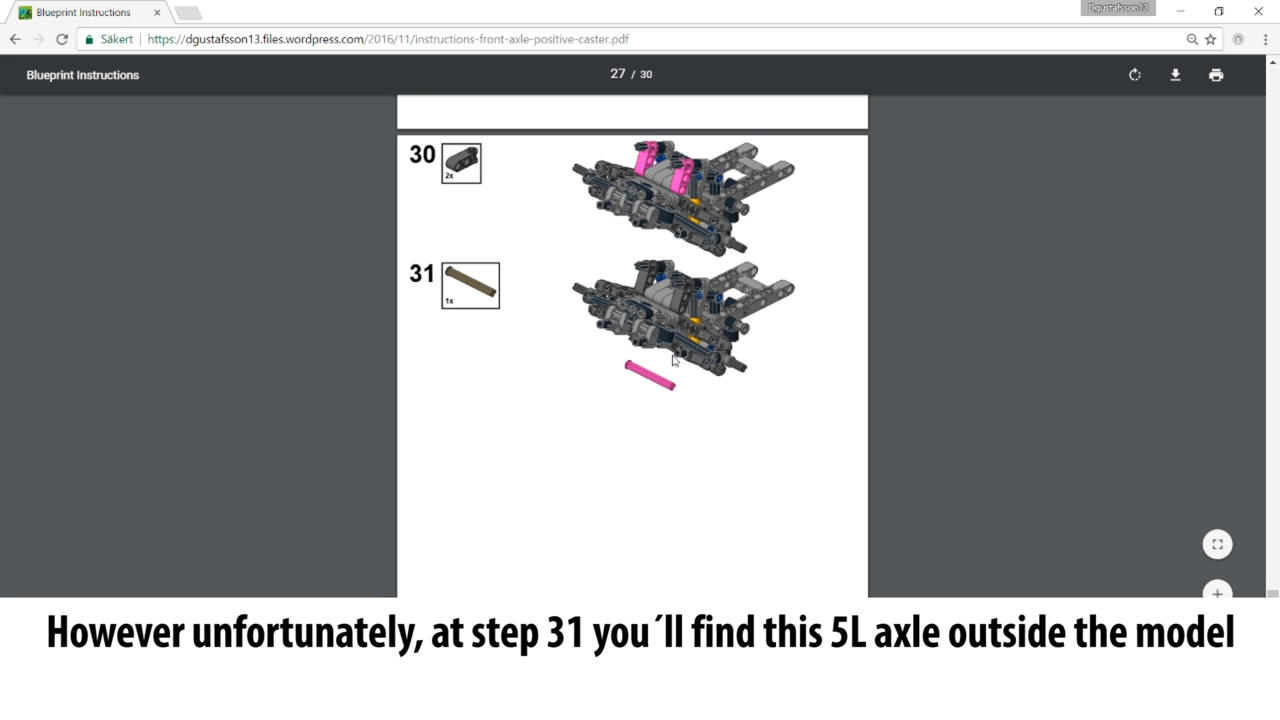 Blueprint Instructions
Dgustafsson13
Säkert
https://dgustafsson13.files.wordpress.com/2016/11/instructions-front-axle-positive-caster.pdf
Blueprint Instructions
27 / 30
30
2x
31
1x
However unfortunately, at step 31 you´ll find this 5L axle outside the model